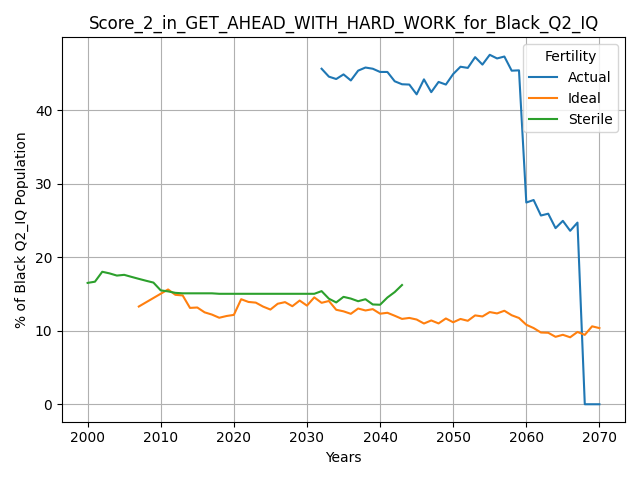 Score_2_in_GET_AHEAD_WITH_HARD_WORK_for_Black_Q2_IQ
Fertility
Actual
Ideal
Sterile
% of Black Q2_IQ Population
40
30
20
10
0
2000 2010 2020 2030 2040 2050 2060 2070
Years